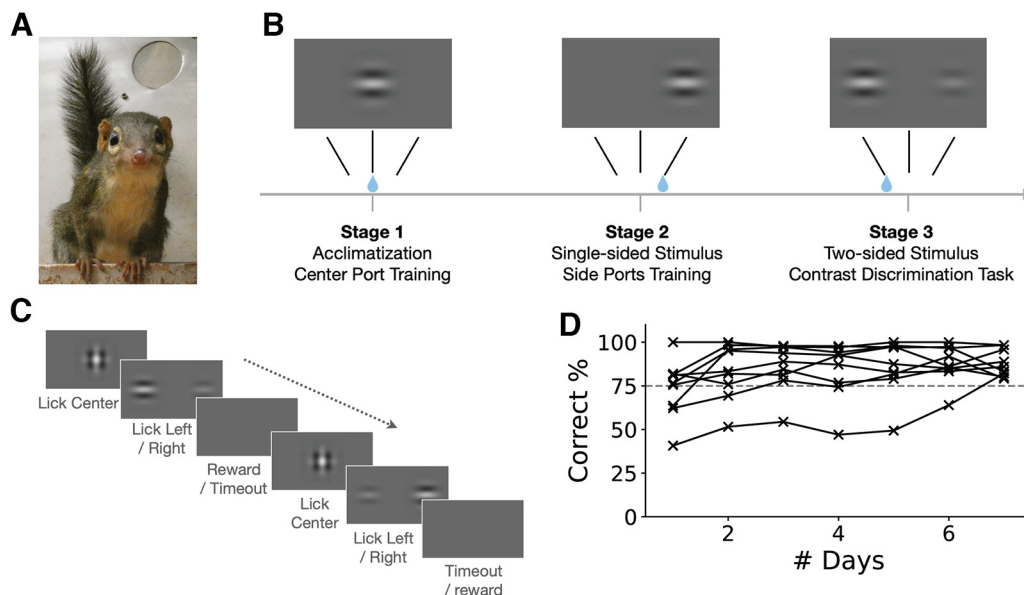 A
B
Stage 1
Acclimatization
Center Port Training
Stage 2
Single-sided Stimulus
Side Ports Training
Stage 3
Two-sided Stimulus
Contrast Discrimination Task
C
Lick Center
Lick Left
/ Right
Reward
/ Timeout
Lick
Center
Lick Left
/ Right
Timeout
/ reward
D
Correct %
100
75
50
25
0
2
4
6
# Days